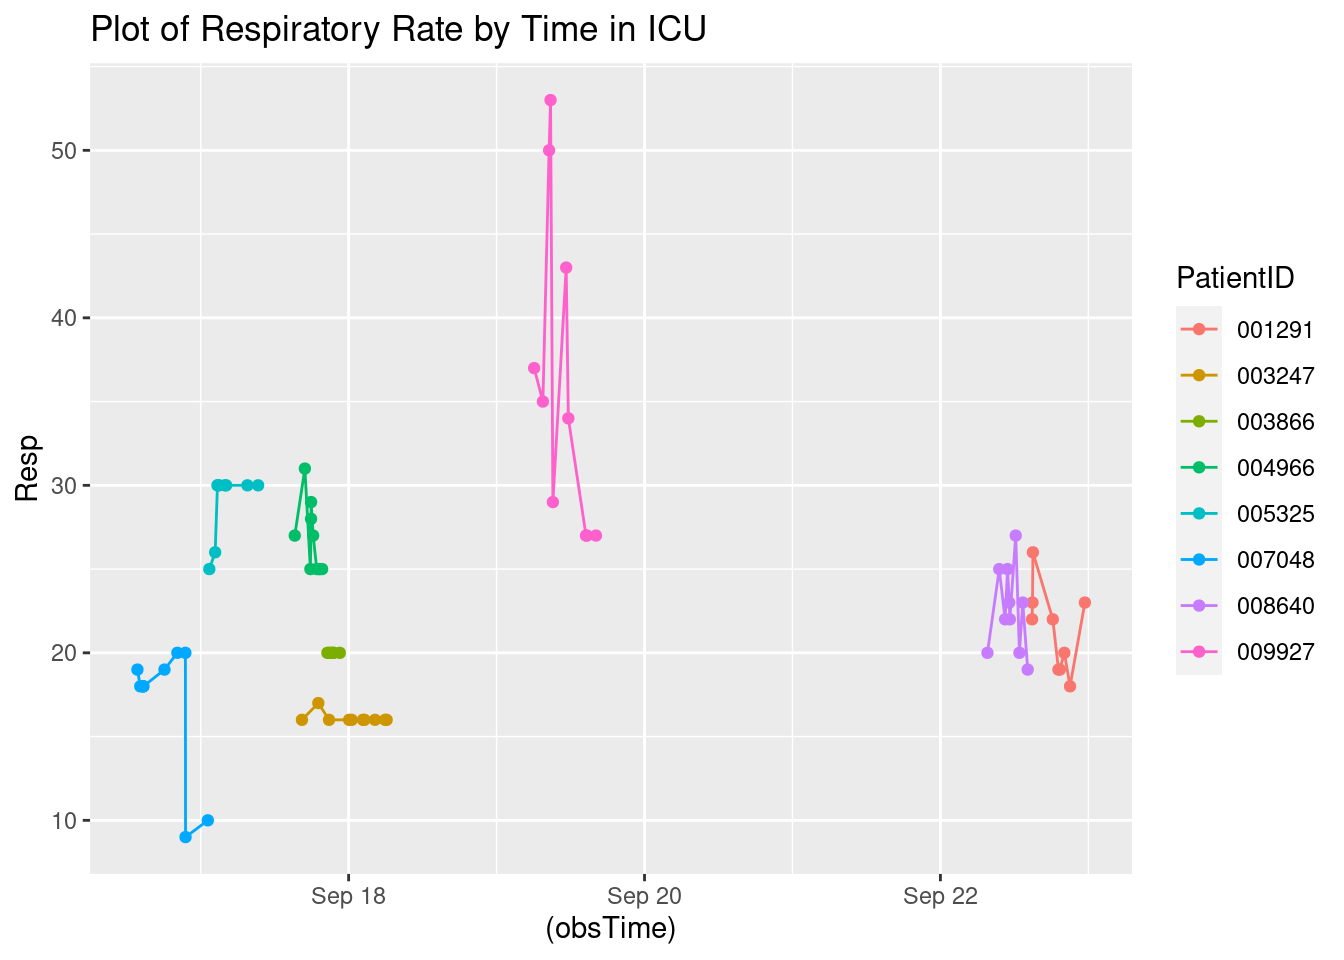 Plot of Respiratory Rate by Time in ICU
50
40
30
20
10
Resp
Sep 18
Sep 20
Sep 22
(obsTime)
PatientID
001291
003247
003866
004966
005325
007048
008640
009927